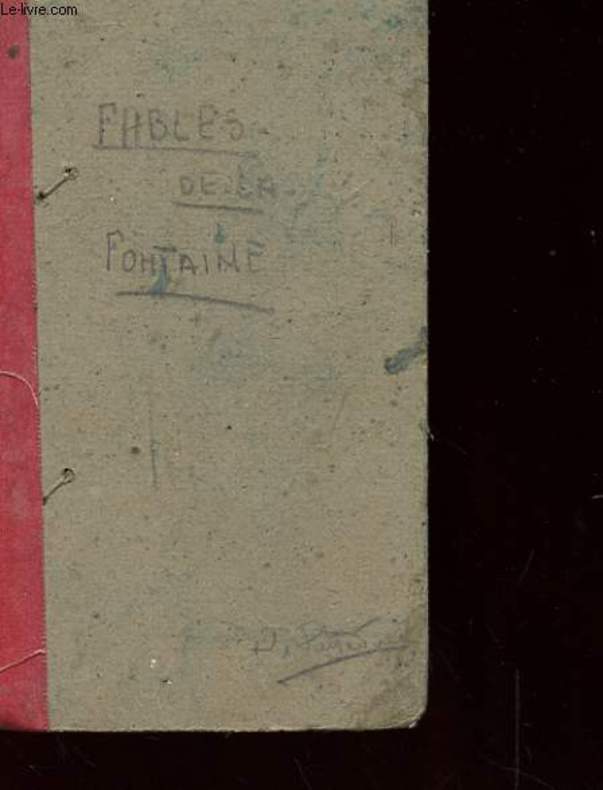 Le-livre.com
FABLES
DE LA
FONTAINE